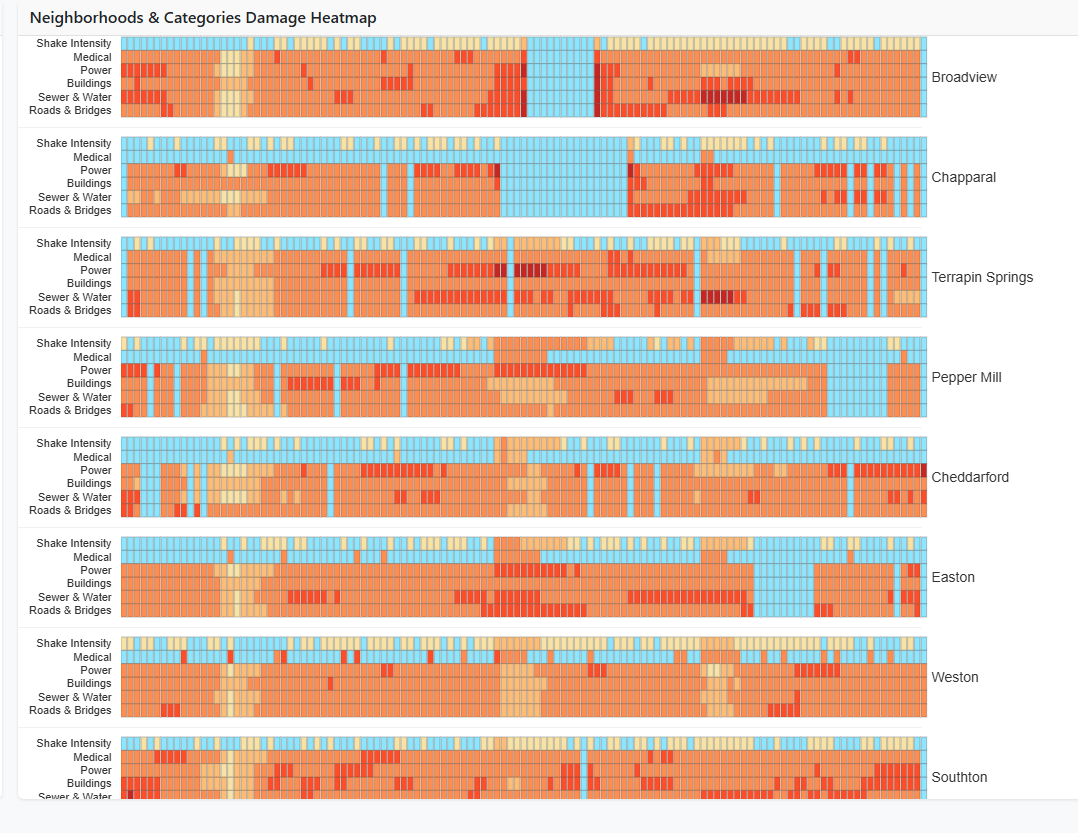 Neighborhoods & Categories Damage Heatmap
Shake Intensity
Medical
Power
Buildings
Sewer & Water
Roads & Bridges
Broadview
Shake Intensity
Medical
Power
Buildings
Sewer & Water
Roads & Bridges
Chapparal
Shake Intensity
Medical
Power
Buildings
Sewer & Water
Roads & Bridges
Terrapin Springs
Shake Intensity
Medical
Power
Buildings
Sewer & Water
Roads & Bridges
Pepper Mill
Shake Intensity
Medical
Power
Buildings
Sewer & Water
Roads & Bridges
Cheddarford
Shake Intensity
Medical
Power
Buildings
Sewer & Water
Roads & Bridges
Easton
Shake Intensity
Medical
Power
Buildings
Sewer & Water
Roads & Bridges
Weston
Shake Intensity
Medical
Power
Buildings
Sewer & Water
Southton